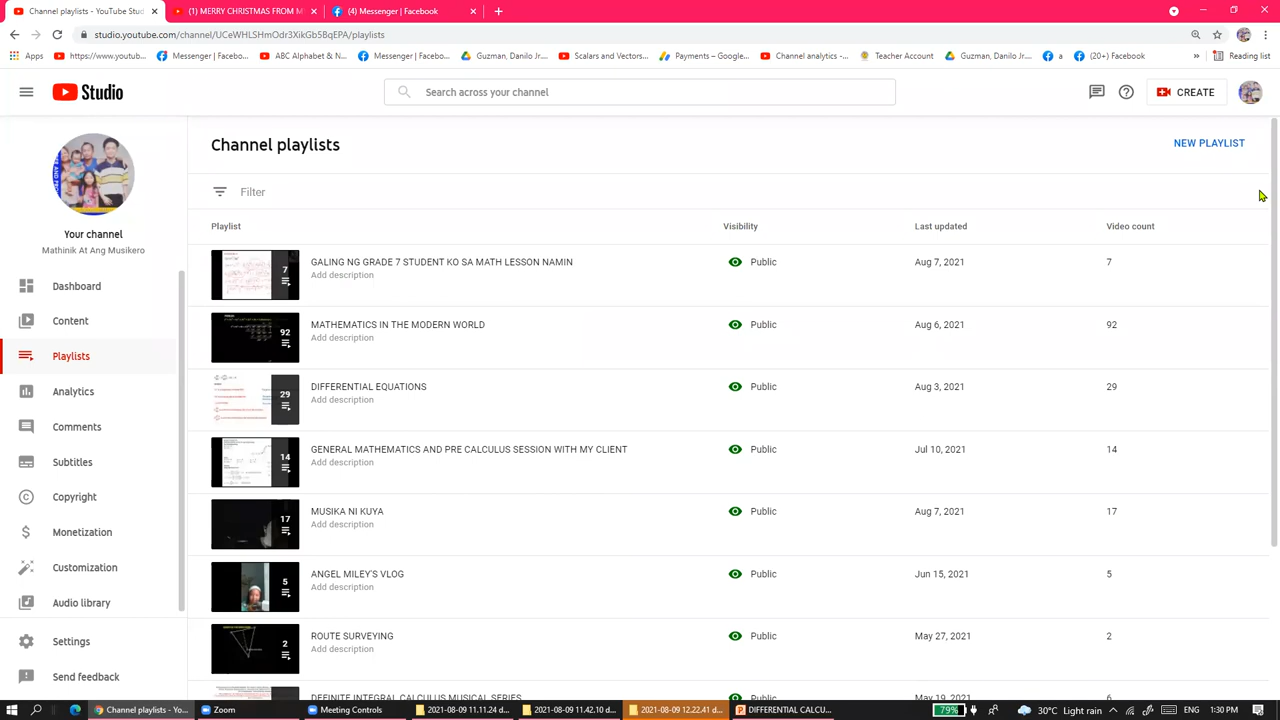 Channel playlists - YouTube Stud
(1) MERRY CHRISTMAS FROM M
(4) Messenger | Facebook
studio.youtube.com/channel/UCeWHLSHmOdr3XikGb5BqEPA/playlists
Apps
https://www.youtub...
Messenger | Faceboo...
ABC Alphabet & N...
Messenger | Faceboo...
Guzman, Danilo Jr...
Scalars and Vectors...
Payments – Google...
Channel analytics -...
Teacher Account
Guzman, Danilo Jr...
a
(20+) Facebook
»
Reading list
Studio
Search across your channel
CREATE
Your channel
Mathinik At Ang Musikero
Dashboard
Content
Playlists
Analytics
Comments
Subtitles
Copyright
Monetization
Customization
Audio library
Settings
Send feedback
Channel playlists
NEW PLAYLIST
Filter
Playlist Visibility Last updated Video count
7 GALING NG GRADE 7 STUDENT KO SA MATH LESSON NAMIN Public Aug 7, 2021 7
Add description
92 MATHEMATICS IN THE MODERN WORLD Public Aug 6, 2021 92
Add description
29 DIFFERENTIAL EQUATIONS Public Aug 3, 2021 29
Add description
14 GENERAL MATHEMATICS AND PRE CALCULUS SESSION WITH MY CLIENT Public Jul 10, 2021 14
Add description
17 MUSIKA NI KUYA Public Aug 7, 2021 17
Add description
5 ANGEL MILEY'S VLOG Public Jun 15, 2021 5
Add description
2 ROUTE SURVEYING Public May 27, 2021 2
Add description
Channel playlists - Yo...
Zoom
Meeting Controls
2021-08-09 11.11.24 d...
2021-08-09 11.42.10 d...
2021-08-09 12.22.41 d...
DIFFERENTIAL CALCU...
79%
30°C Light rain
ENG
1:30 PM